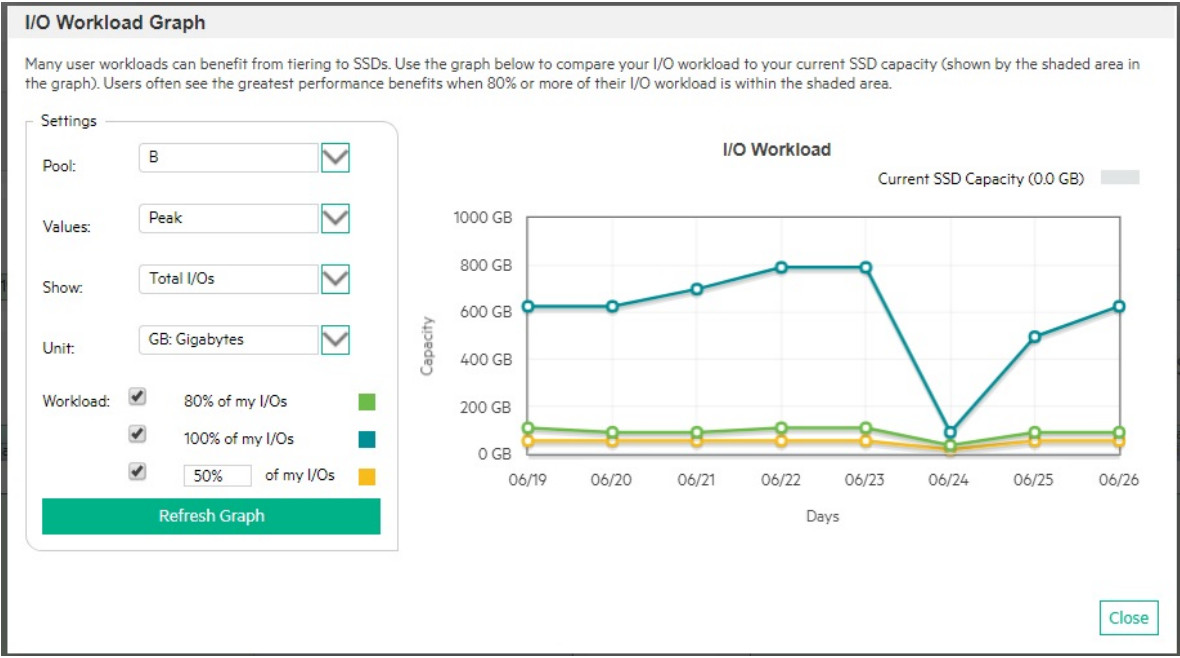 I/O Workload Graph
Many user workloads can benefit from tiering to SSDs. Use the graph below to compare your I/O workload to your current SSD capacity (shown by the shaded area in
the graph). Users often see the greatest performance benefits when 80% or more of their I/O workload is within the shaded area.
Settings
Pool:
B
Values:
Peak
Show:
Total I/Os
Unit:
GB: Gigabytes
Workload:
80% of my I/Os
100% of my I/Os
50% of my I/Os
Refresh Graph
I/O Workload
Current SSD Capacity (0.0 GB)
1000 GB
800 GB
600 GB
400 GB
200 GB
0 GB
Capacity
06/19 06/20 06/21 06/22 06/23 06/24 06/25 06/26
Days
Close